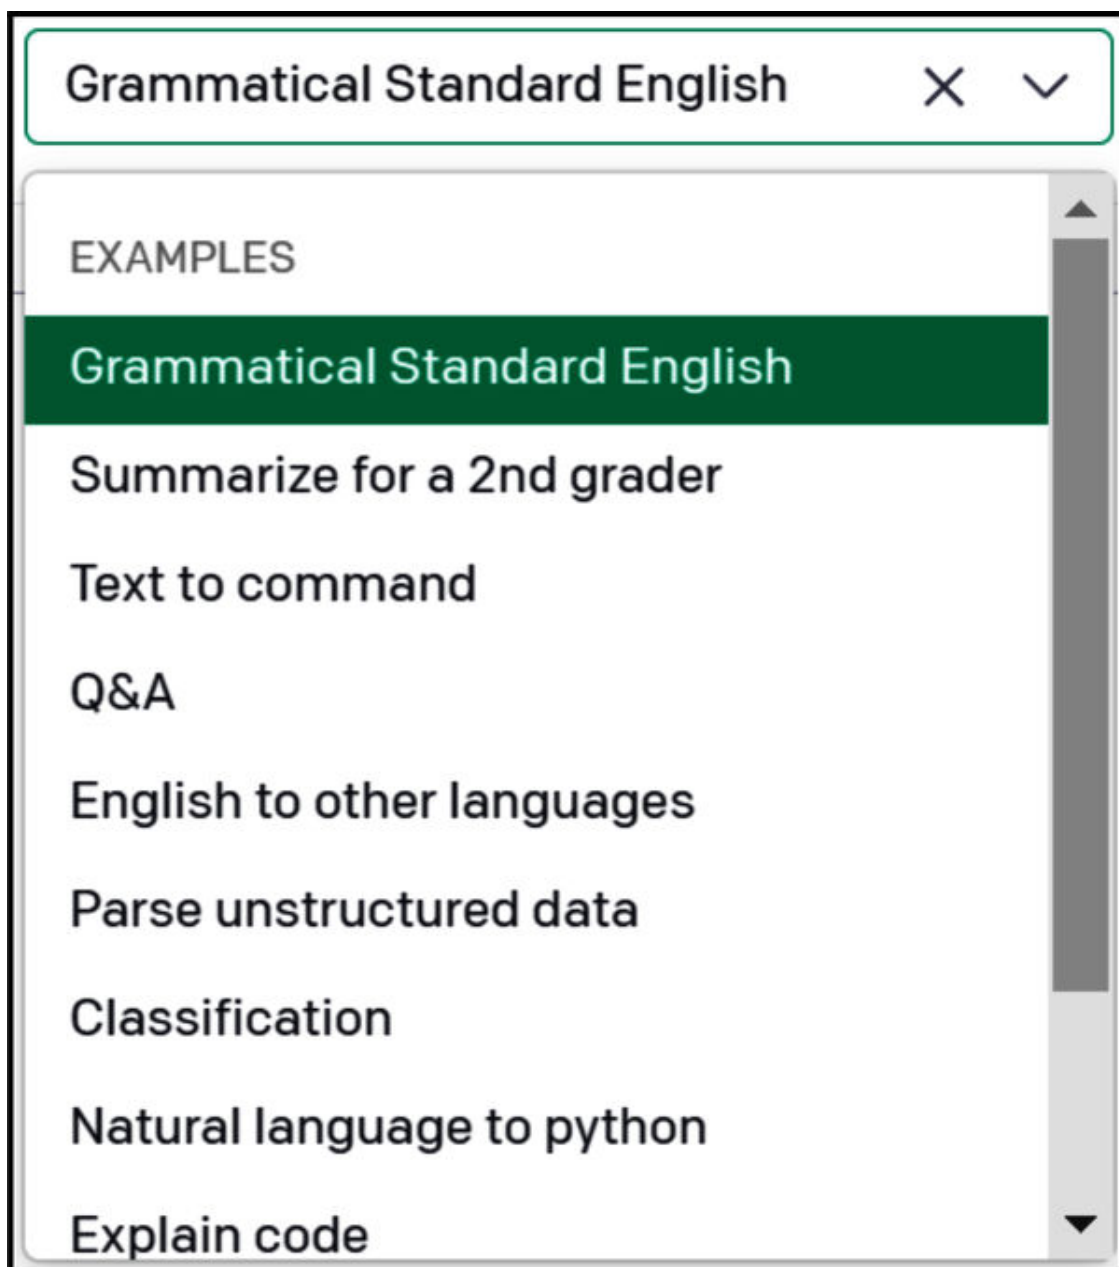 Grammatical Standard English
EXAMPLES
Grammatical Standard English
Summarize for a 2nd grader
Text to command
Q&A
English to other languages
Parse unstructured data
Classification
Natural language to python
Explain code